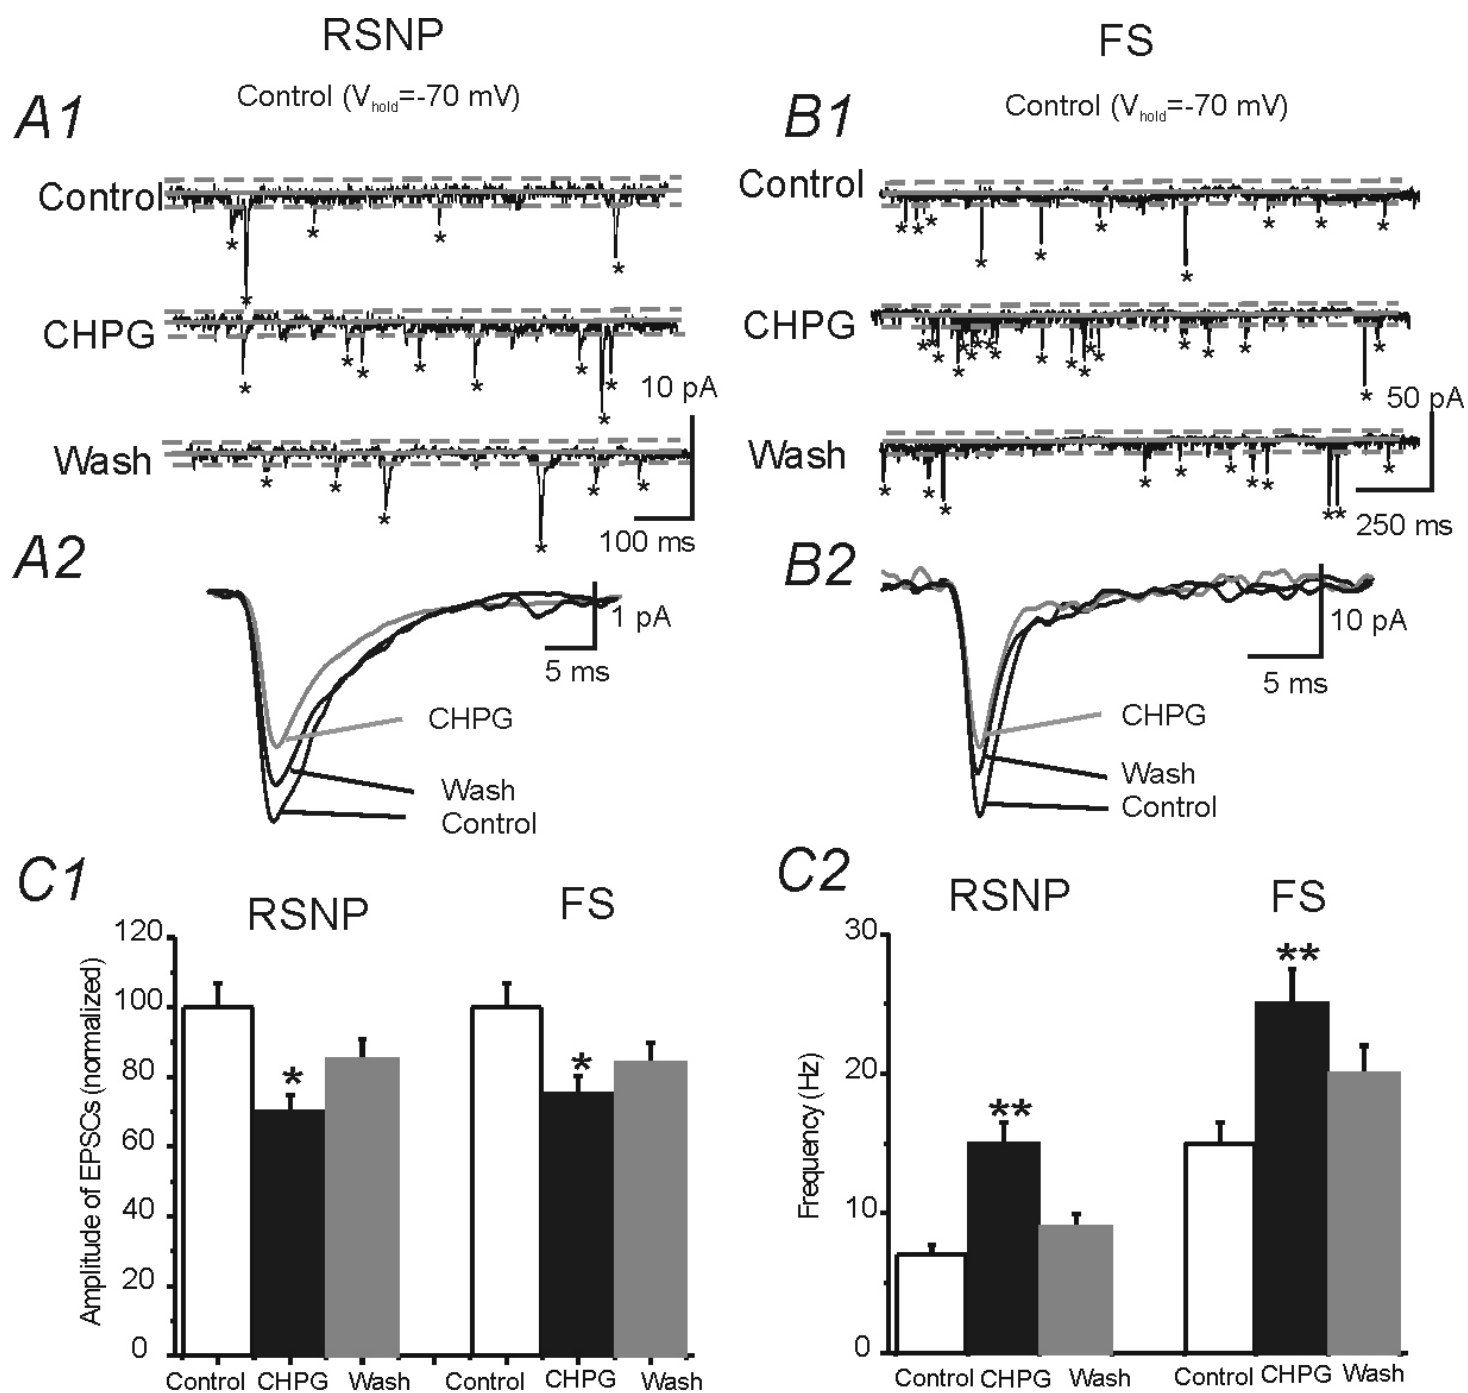 RSNP
FS
A1
Control (Vhold=-70 mV)
B1
Control (Vhold=-70 mV)
Control
* * * * * *
Control
* * * * * * * * * *
CHPG
* * * * * * * * *
10 pA
CHPG
* * * * * * * * * * * * * * * * * *
50 pA
Wash
* * * * * *
100 ms
Wash
* * * * * * * * * * *
250 ms
A2
1 pA
5 ms
CHPG
Wash
Control
B2
10 pA
5 ms
CHPG
Wash
Control
C1
RSNP
FS
Amplitude of EPSCs (normalized)
120
100
80
60
40
20
0
*
*
Control CHPG Wash Control CHPG Wash
C2
RSNP
FS
Frequency (Hz)
30
20
10
0
**
**
Control CHPG Wash Control CHPG Wash